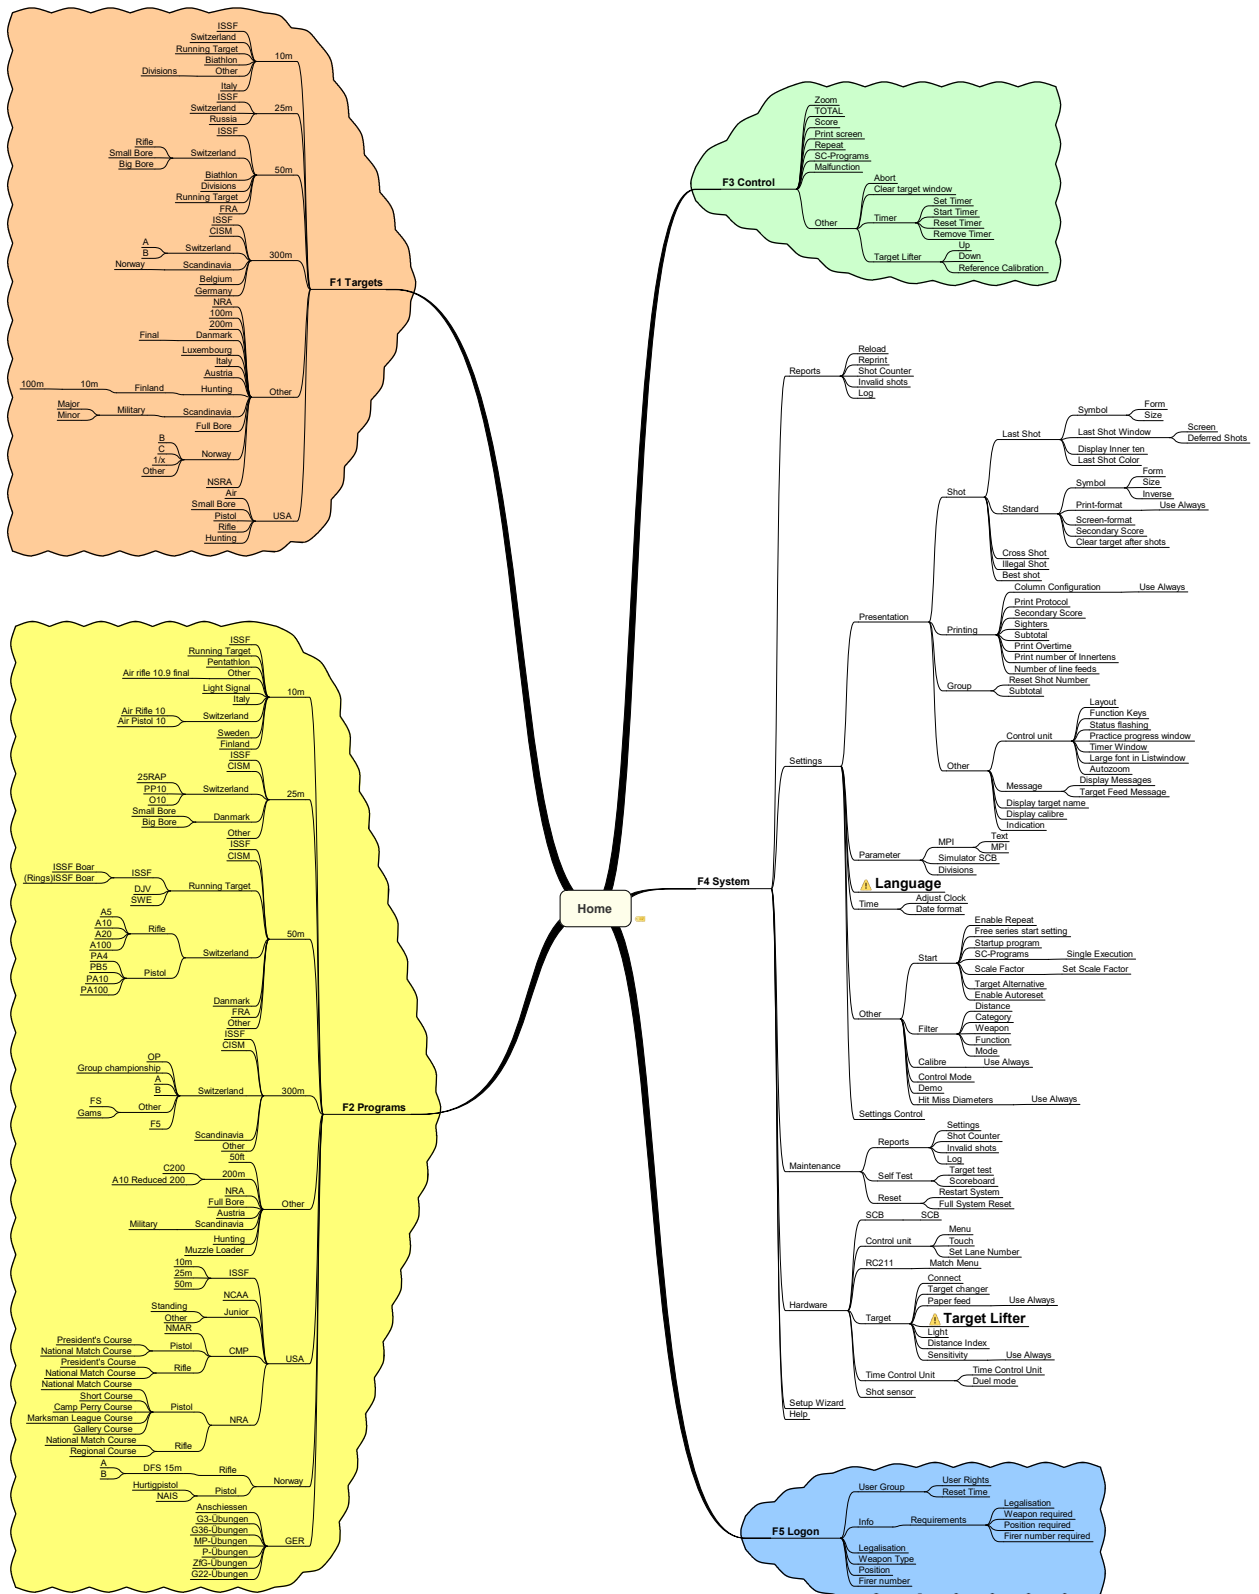 Home
F1 Targets
10m
ISSF
Switzerland
Running Target
Biathlon
Other
Divisions
Italy
25m
ISSF
Switzerland
Russia
50m
ISSF
Switzerland
Rifle
Small Bore
Big Bore
Biathlon
Divisions
Running Target
FRA
300m
ISSF
CISM
Switzerland
A
B
Scandinavia
Norway
Belgium
Germany
Other
NRA
100m
200m
Danmark
Final
Luxembourg
Italy
Austria
Hunting
Finland
10m
100m
Scandinavia
Military
Major
Minor
Full Bore
Norway
B
C
1/x
Other
NSRA
USA
Air
Small Bore
Pistol
Rifle
Hunting
F2 Programs
10m
ISSF
Running Target
Pentathlon
Other
Air rifle 10.9 final
Light Signal
Italy
Switzerland
Air Rifle 10
Air Pistol 10
Sweden
Finland
25m
ISSF
CISM
Switzerland
25RAP
PP10
O10
Danmark
Small Bore
Big Bore
Other
50m
ISSF
CISM
Running Target
ISSF
ISSF Boar
(Rings)ISSF Boar
DJV
SWE
Switzerland
Rifle
A5
A10
A20
A100
Pistol
PA4
PB5
PA10
PA100
Danmark
FRA
Other
300m
ISSF
CISM
Switzerland
OP
Group championship
A
B
Other
FS
Gams
F5
Scandinavia
Other
Other
50ft
200m
C200
A10 Reduced 200
NRA
Full Bore
Austria
Scandinavia
Military
Hunting
Muzzle Loader
USA
ISSF
10m
25m
50m
NCAA
Junior
Standing
Other
CMP
NMAR
Pistol
President's Course
National Match Course
Rifle
President's Course
National Match Course
NRA
Pistol
National Match Course
Short Course
Camp Perry Course
Marksman League Course
Gallery Course
Rifle
National Match Course
Regional Course
Norway
Rifle
DFS 15m
A
B
Pistol
Hurtigpistol
NAIS
GER
Anschiessen
G3-Übungen
G36-Übungen
MP-Übungen
P-Übungen
ZfG-Übungen
G22-Übungen
F3 Control
Zoom
TOTAL
Score
Print screen
Repeat
SC-Programs
Malfunction
Other
Abort
Clear target window
Timer
Set Timer
Start Timer
Reset Timer
Remove Timer
Target Lifter
Up
Down
Reference Calibration
F4 System
Reports
Reload
Reprint
Shot Counter
Invalid shots
Log
Settings
Presentation
Shot
Last Shot
Symbol
Form
Size
Last Shot Window
Screen
Deferred Shots
Display Inner ten
Last Shot Color
Standard
Symbol
Form
Size
Inverse
Print-format
Use Always
Screen-format
Secondary Score
Clear target after shots
Cross Shot
Illegal Shot
Best shot
Printing
Column Configuration
Use Always
Print Protocol
Secondary Score
Sighters
Subtotal
Print Overtime
Print number of Innertens
Number of line feeds
Group
Reset Shot Number
Subtotal
Other
Control unit
Layout
Function Keys
Status flashing
Practice progress window
Timer Window
Large font in Listwindow
Autozoom
Message
Display Messages
Target Feed Message
Display target name
Display calibre
Indication
Parameter
MPI
Text
MPI
Simulator SCB
Divisions
Language
Time
Adjust Clock
Date format
Other
Start
Enable Repeat
Free series start setting
Startup program
SC-Programs
Single Execution
Scale Factor
Set Scale Factor
Target Alternative
Enable Autoreset
Filter
Distance
Category
Weapon
Function
Mode
Calibre
Use Always
Control Mode
Demo
Hit Miss Diameters
Use Always
Settings Control
Maintenance
Reports
Settings
Shot Counter
Invalid shots
Log
Self Test
Target test
Scoreboard
Reset
Restart System
Full System Reset
Hardware
SCB
SCB
Control unit
Menu
Touch
Set Lane Number
RC211
Match Menu
Target
Connect
Target changer
Paper feed
Use Always
Target Lifter
Light
Distance Index
Sensitivity
Use Always
Time Control Unit
Time Control Unit
Duel mode
Shot sensor
Setup Wizard
Help
F5 Logon
User Group
User Rights
Reset Time
Info
Requirements
Legalisation
Weapon required
Position required
Firer number required
Legalisation
Weapon Type
Position
Firer number